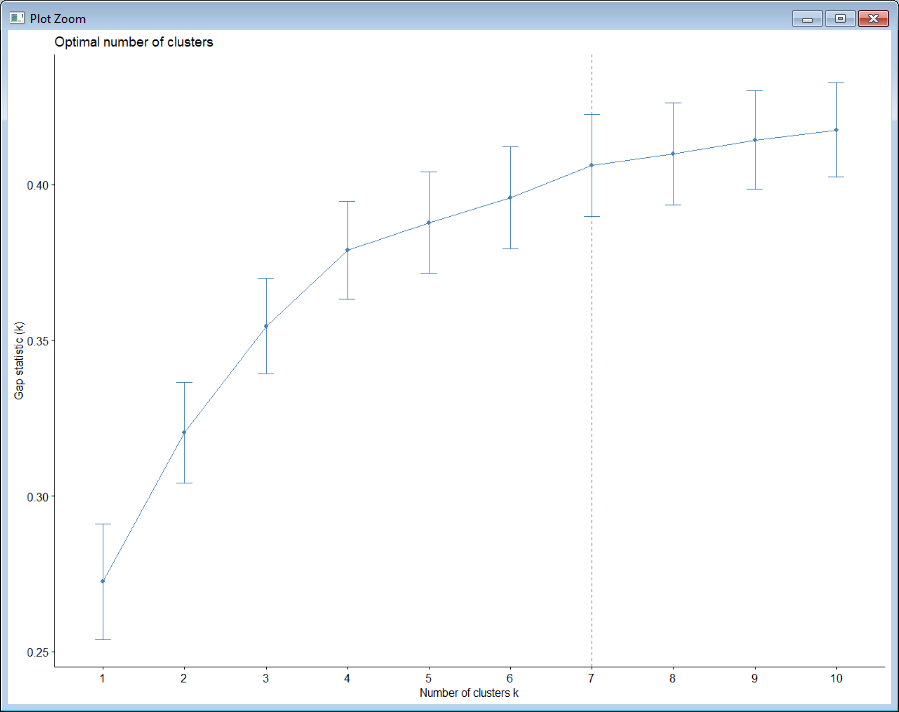 Plot Zoom
Optimal number of clusters
Gap statistic (k)
0.40
0.35
0.30
0.25
1 2 3 4 5 6 7 8 9 10
Number of clusters k